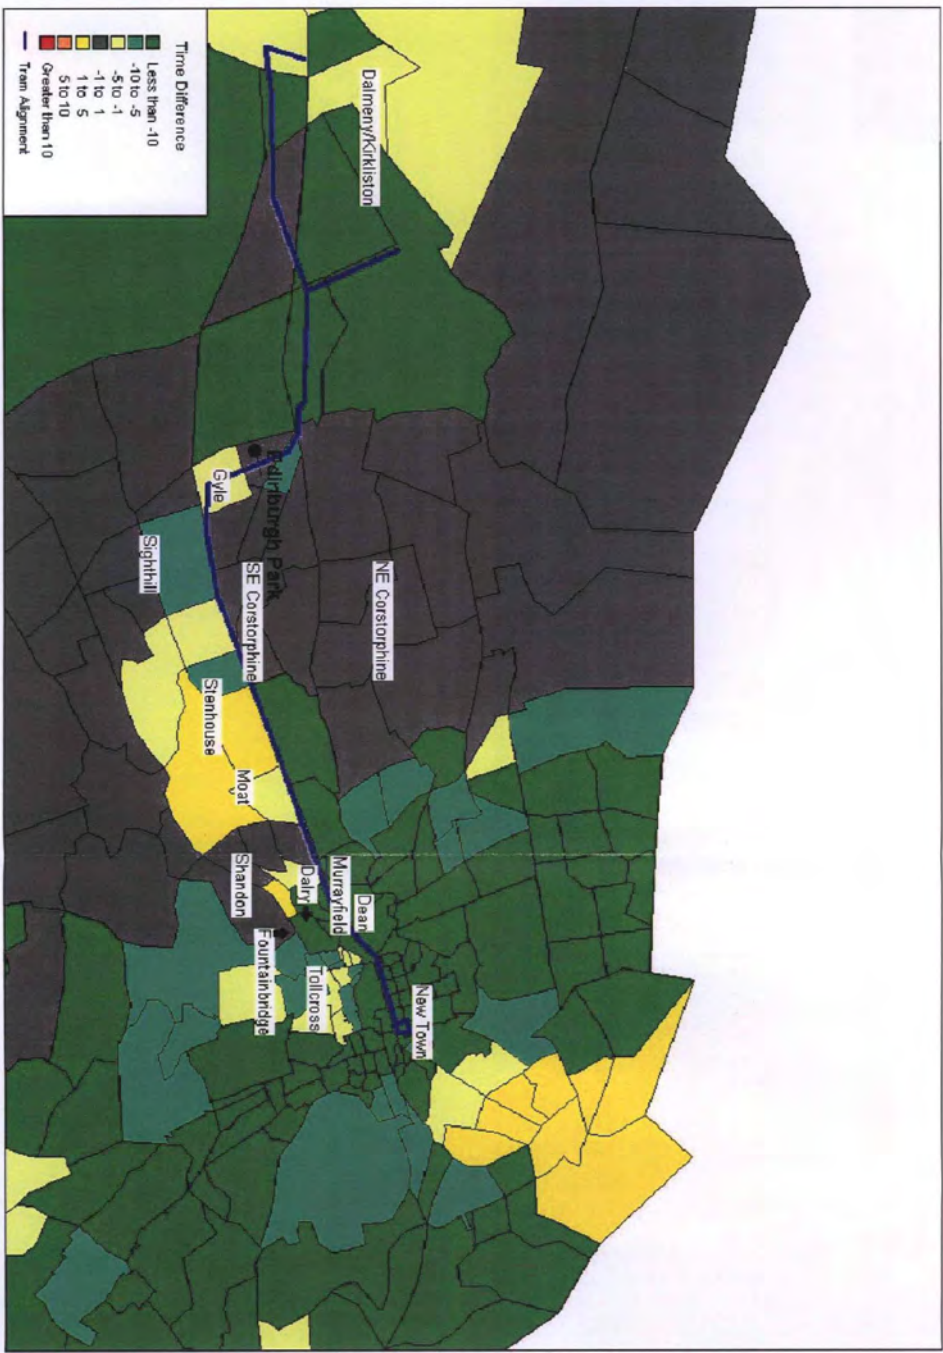 Dalmeny/Kirkliston
NE Corstorphine
Edinburgh Park
SE Corstorphine
Gyle
Sighthill
Stenhouse
Moat
Murrayfield
Dean
Dalry
Shandon
Fountainbridge
Tollcross
New Town
Time Difference
Less than -10
-10 to -5
-5 to -1
-1 to 1
1 to 5
5 to 10
Greater than 10
Tram Alignment